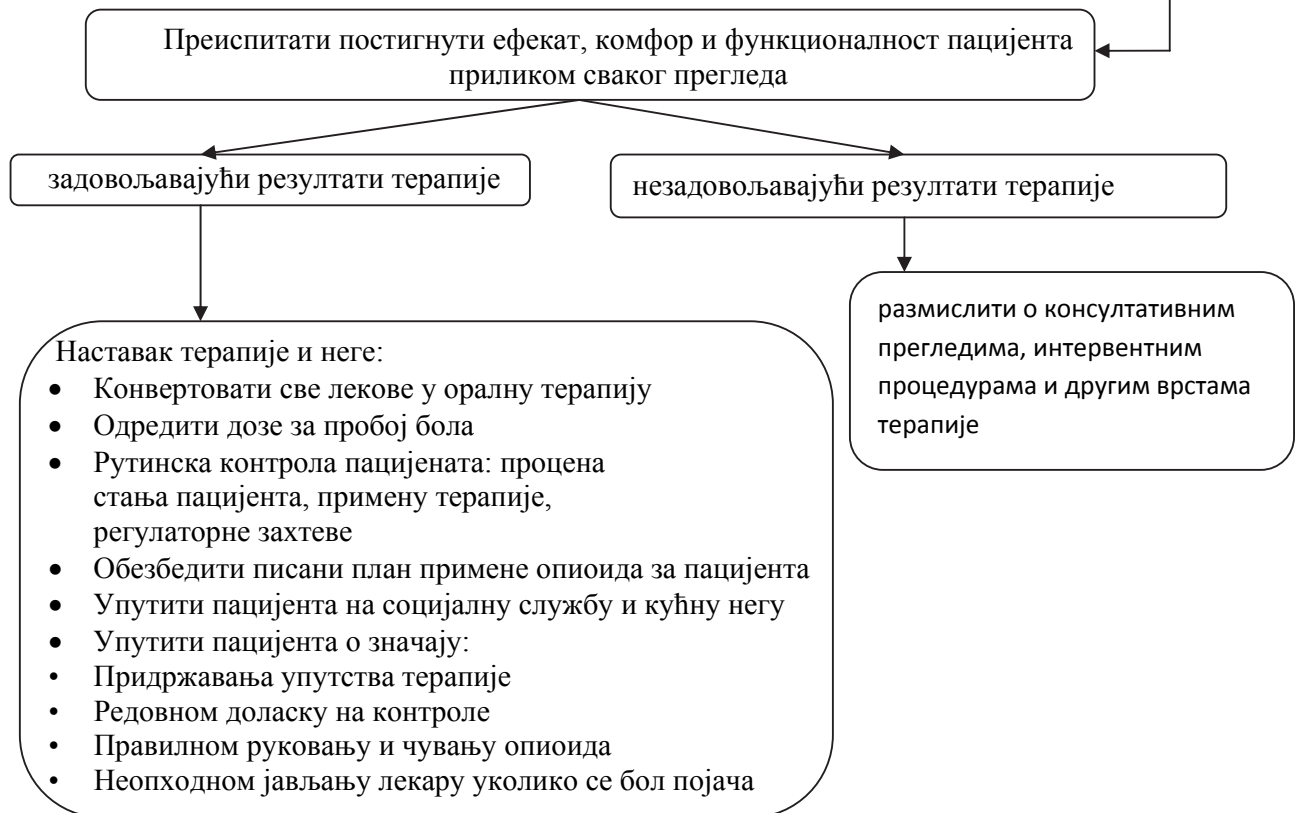 Преиспитати постигнути ефекат, комфор и функционалност пацијента
приликом сваког прегледа
задовољавајући резултати терапије
незадовољавајући резултати терапије
Наставак терапије и неге:
• Конвертовати све лекове у оралну терапију
• Одредити дозе за пробој бола
• Рутинска контрола пацијената: процена
стања пацијента, примену терапије,
регулаторне захтеве
• Обезбедити писани план примене опиоида за пацијента
• Упутити пацијента на социјалну службу и кућну негу
• Упутити пацијента о значају:
• Придржавања упутства терапије
• Редовном доласку на контроле
• Правилном руковању и чувању опиоида
• Неопходном јављању лекару уколико се бол појача
размислити о консултативним
прегледима, интервентним
процедурама и другим врстама
терапије